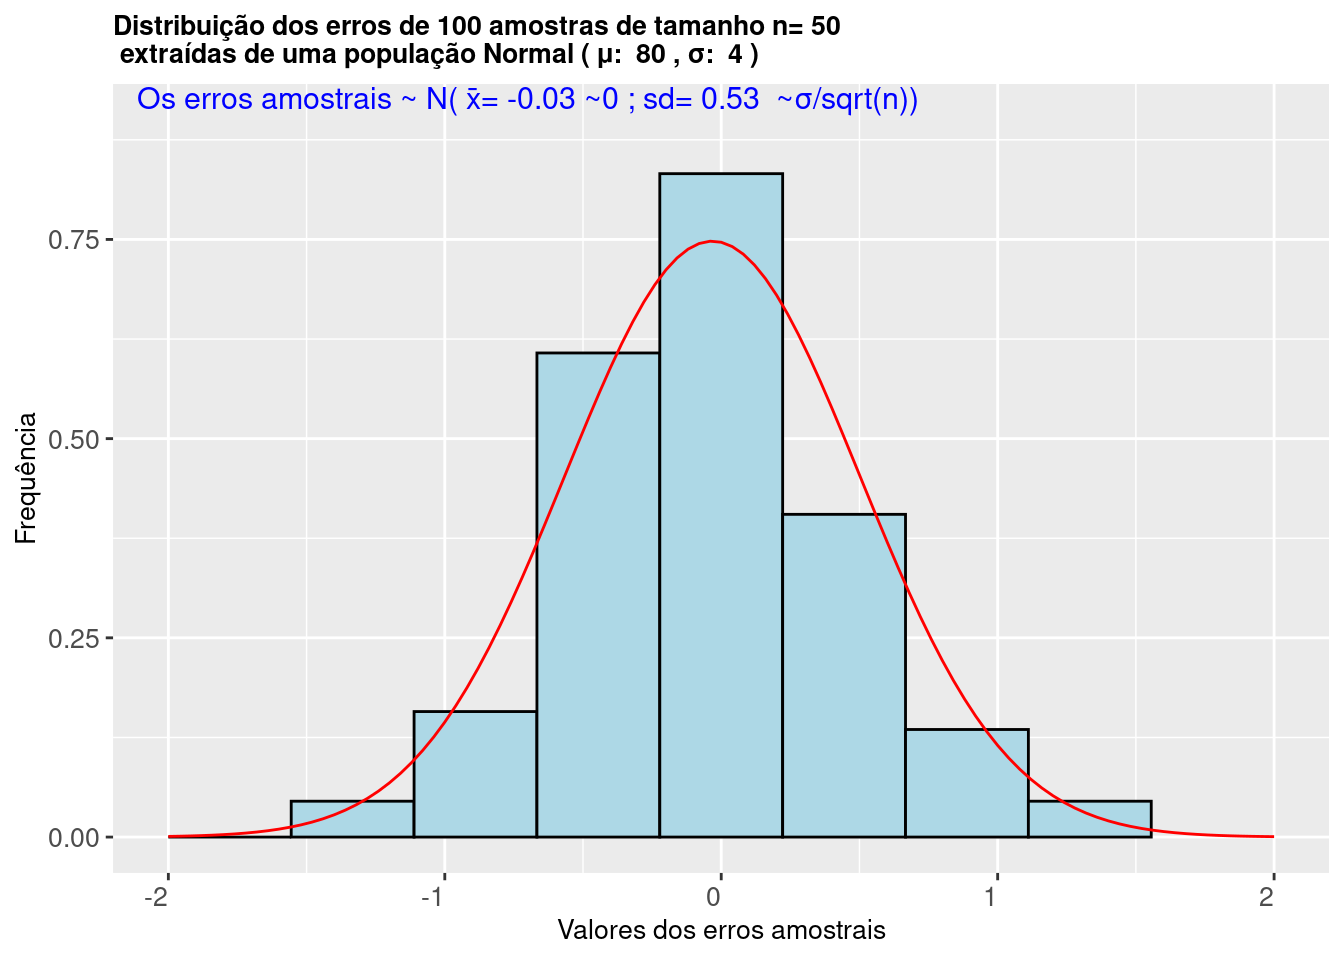 Distribuição dos erros de 100 amostras de tamanho n= 50
extraídas de uma população Normal ( μ:  80 , σ:  4 )
Os erros amostrais ~ N( x̄= -0.03 ~0 ; sd= 0.53  ~σ/sqrt(n))
0.75
0.50
0.25
0.00
Frequência
-2
-1
0
1
2
Valores dos erros amostrais